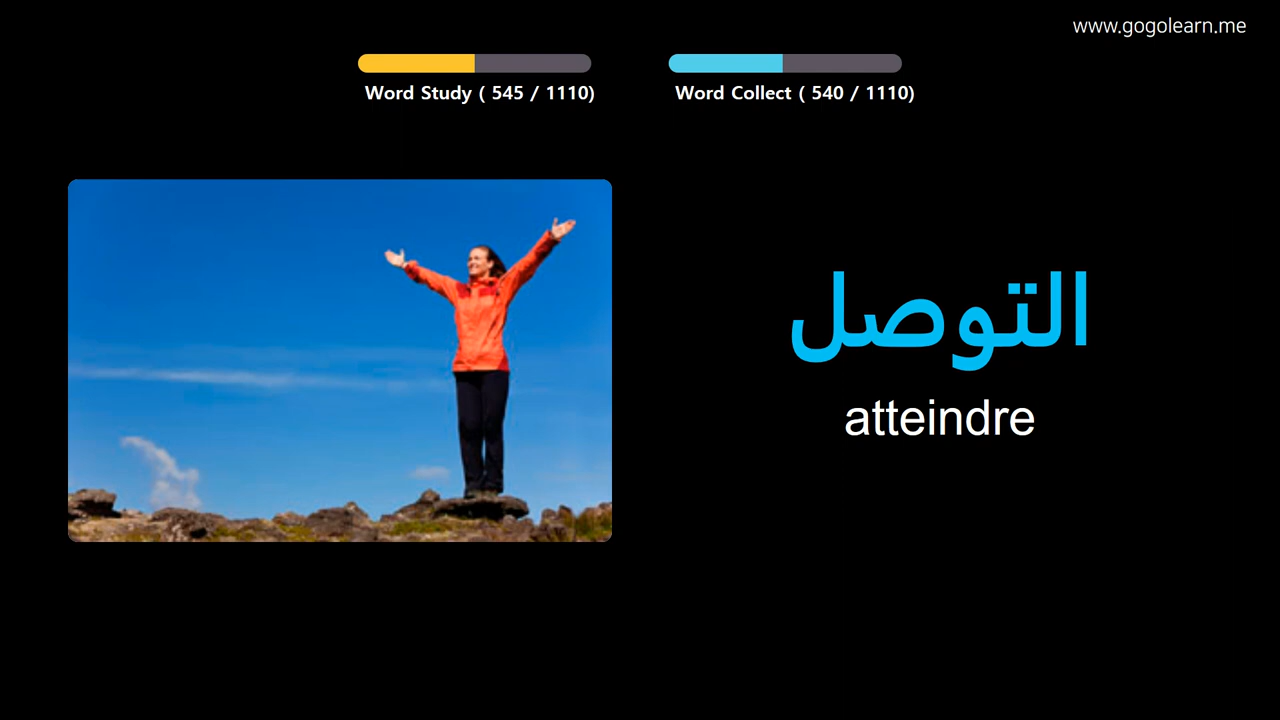 www.gogolearn.me
Word Study ( 545 / 1110)
Word Collect ( 540 / 1110)
التوصل
atteindre